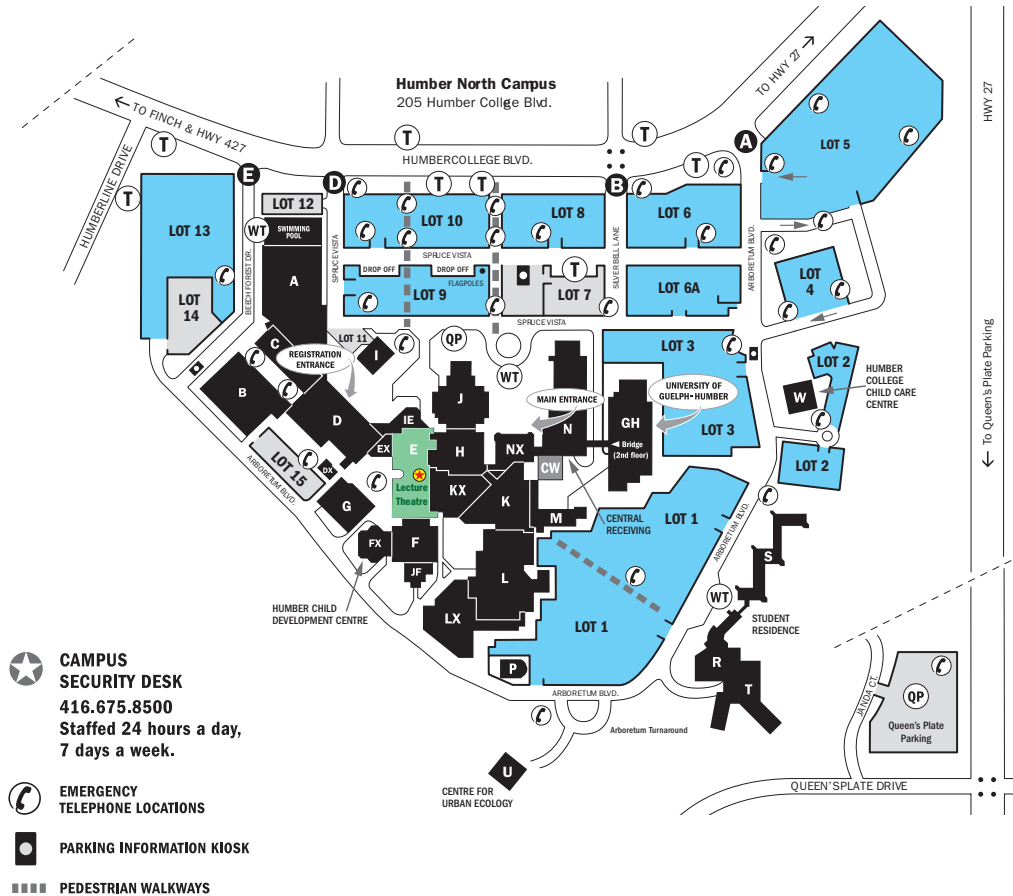 Humber North Campus
205 Humber Collge Blvd.
TO HWY 27
HWY 27
TO FINCH & HWY 427
HUMBERLINE DRIVE
HUMBERCOLLEGE BLVD.
T
T
T
T
T
T
T
T
A
B
D
E
LOT 5
LOT 12
SWIMMING
POOL
WT
LOT 13
LOT
14
BEECH FOREST DR.
SPRUCE VISTA
LOT 10
LOT 8
LOT 6
SPRUCE VISTA
SILVER BELL LANE
ARBORETUM BLVD.
DROP OFF
DROP OFF
FLAGPOLES
LOT 9
LOT 7
LOT 6A
LOT
4
SPRUCE VISTA
A
LOT 11
I
QP
WT
LOT 3
LOT 3
LOT 2
HUMBER
COLLEGE
CHILD CARE
CENTRE
W
LOT 2
REGISTRATION
ENTRANCE
MAIN ENTRANCE
UNIVERSITY OF
GUELPH-HUMBER
C
B
D
IE
EX
E
Lecture
Theatre
J
H
NX
N
GH
Bridge
(2nd floor)
CW
KX
K
M
CENTRAL
RECEIVING
LOT 15
ARBORETUM BLVD.
DX
G
FX
F
JF
L
LX
P
LOT 1
LOT 1
ARBORETUM BLVD.
S
WT
STUDENT
RESIDENCE
R
T
HUMBER CHILD
DEVELOPMENT CENTRE
ARBORETUM BLVD.
Arboretum Turnaround
U
CENTRE FOR
URBAN ECOLOGY
To Queen's Plate Parking
JANDA CT.
QP
Queen's Plate
Parking
QUEEN'SPLATE DRIVE
CAMPUS
SECURITY DESK
416.675.8500
Staffed 24 hours a day,
7 days a week.
EMERGENCY
TELEPHONE LOCATIONS
PARKING INFORMATION KIOSK
PEDESTRIAN WALKWAYS